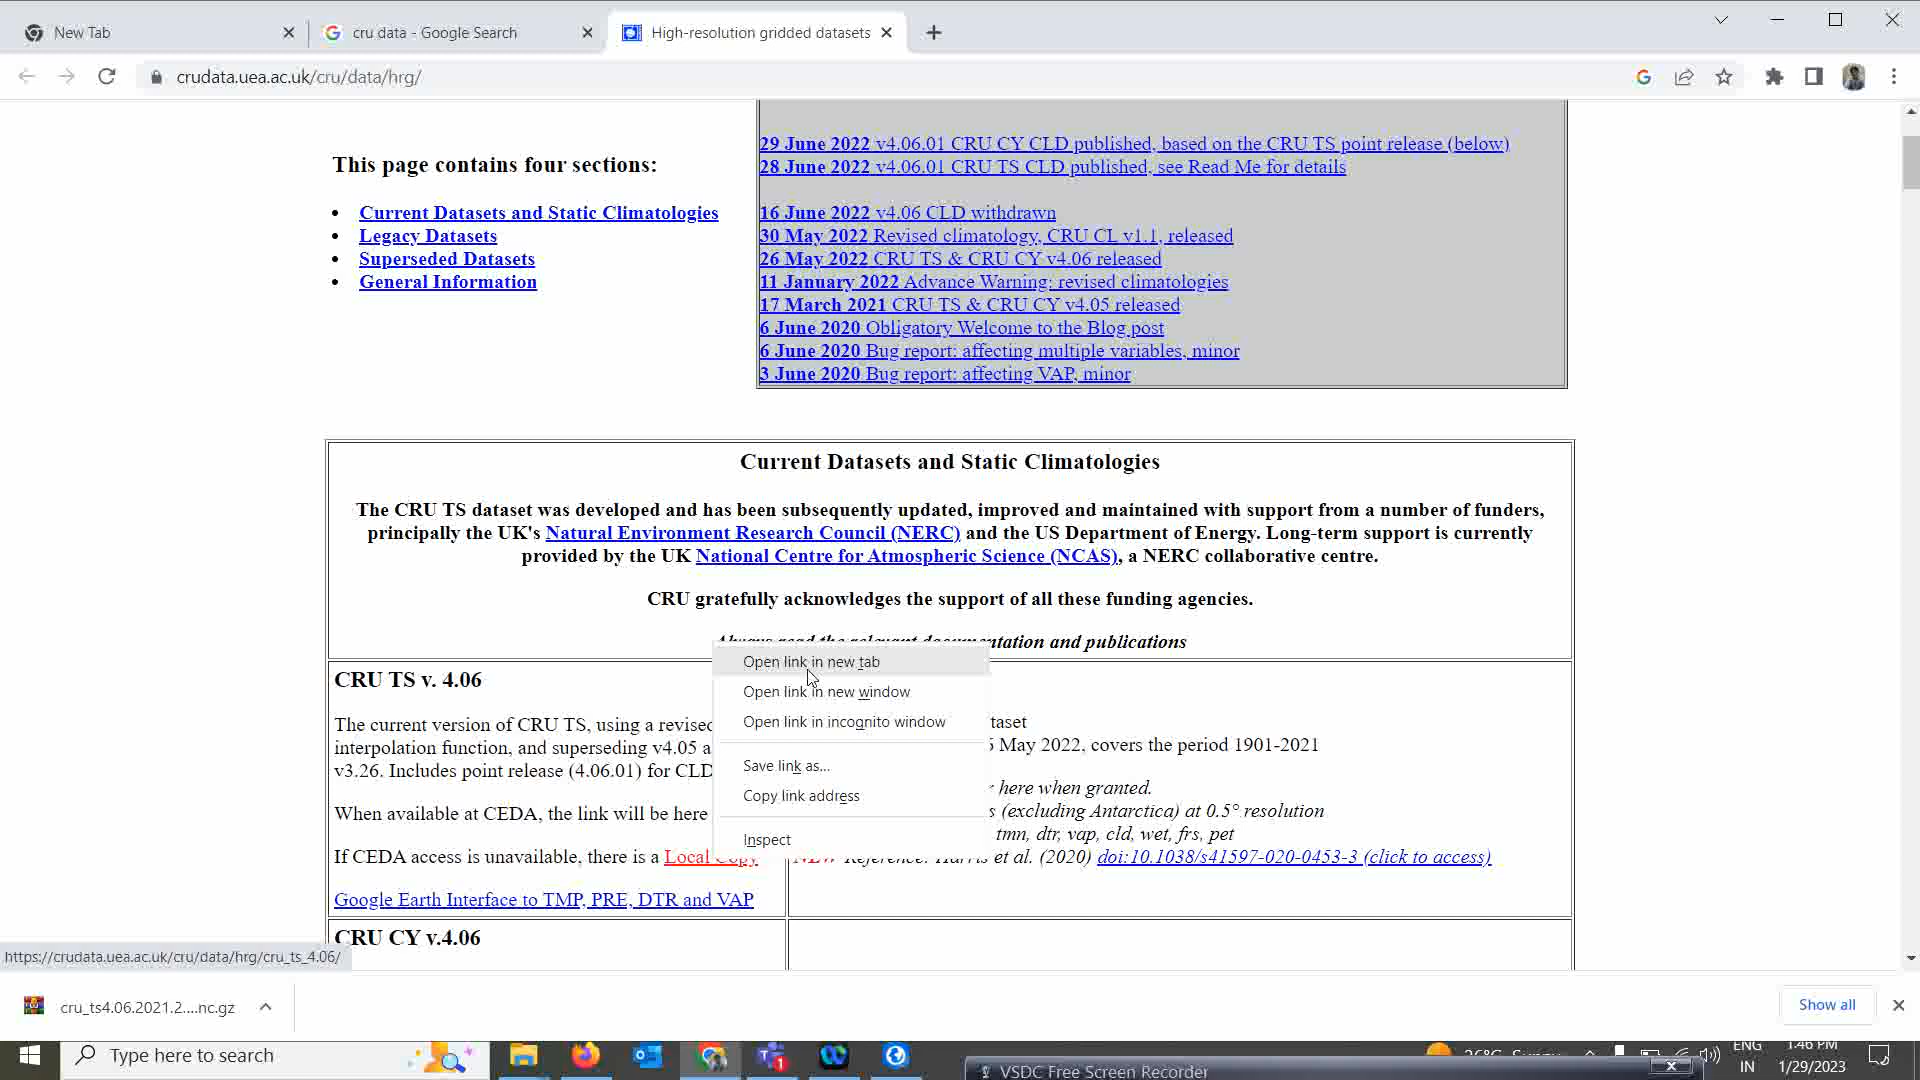 New Tab
cru data - Google Search
High-resolution gridded datasets
crudata.uea.ac.uk/cru/data/hrg/
This page contains four sections:
• Current Datasets and Static Climatologies
• Legacy Datasets
• Superseded Datasets
• General Information
29 June 2022 v4.06.01 CRU CY CLD published, based on the CRU TS point release (below)
28 June 2022 v4.06.01 CRU TS CLD published, see Read Me for details
16 June 2022 v4.06 CLD withdrawn
30 May 2022 Revised climatology, CRU CL v1.1, released
26 May 2022 CRU TS & CRU CY v4.06 released
11 January 2022 Advance Warning: revised climatologies
17 March 2021 CRU TS & CRU CY v4.05 released
6 June 2020 Obligatory Welcome to the Blog post
6 June 2020 Bug report: affecting multiple variables, minor
3 June 2020 Bug report: affecting VAP, minor
Current Datasets and Static Climatologies
The CRU TS dataset was developed and has been subsequently updated, improved and maintained with support from a number of funders,
principally the UK's Natural Environment Research Council (NERC) and the US Department of Energy. Long-term support is currently
provided by the UK National Centre for Atmospheric Science (NCAS), a NERC collaborative centre.
CRU gratefully acknowledges the support of all these funding agencies.
Always read the relevant documentation and publications
Open link in new tab
Open link in new window
Open link in incognito window
Save link as...
Copy link address
Inspect
CRU TS v. 4.06
The current version of CRU TS, using a revised
interpolation function, and superseding v4.05 a
v3.26. Includes point release (4.06.01) for CLD
When available at CEDA, the link will be here
If CEDA access is unavailable, there is a Local Copy
Google Earth Interface to TMP, PRE, DTR and VAP
taset
May 2022, covers the period 1901-2021
here when granted.
s (excluding Antarctica) at 0.5° resolution
tmn, dtr, vap, cld, wet, frs, pet
NEW Reference: Harris et al. (2020) doi:10.1038/s41597-020-0453-3 (click to access)
CRU CY v.4.06
https://crudata.uea.ac.uk/cru/data/hrg/cru_ts_4.06/
cru_ts4.06.2021.2....nc.gz
Show all
Type here to search
1
26°C Sunny
ENG
IN
1:46 PM
1/29/2023
VSDC Free Screen Recorder